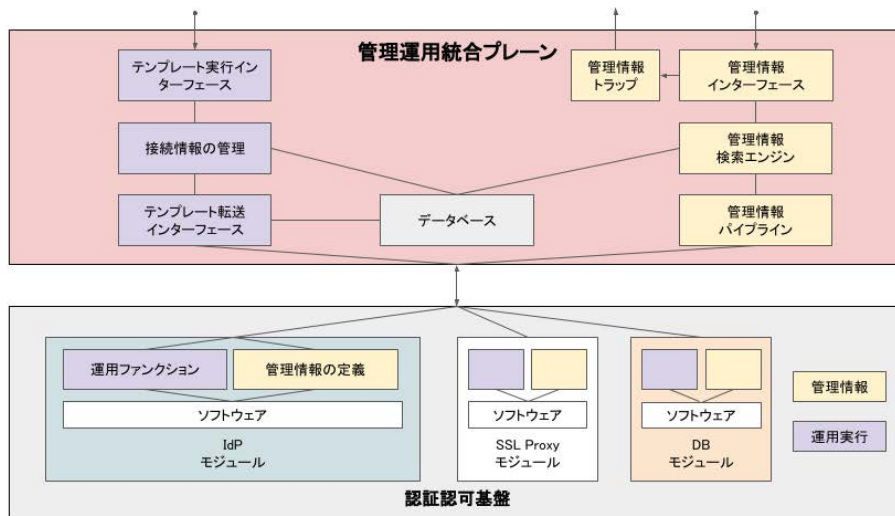 管理運用統合プレーン
テンプレート実行イン
ターフェース
管理情報
トラップ
管理情報
インターフェース
接続情報の管理
管理情報
検索エンジン
テンプレート転送
インターフェース
データベース
管理情報
パイプライン
運用ファンクション
管理情報の定義
ソフトウェア
IdP
モジュール
ソフトウェア
SSL Proxy
モジュール
ソフトウェア
DB
モジュール
管理情報
運用実行
認証認可基盤